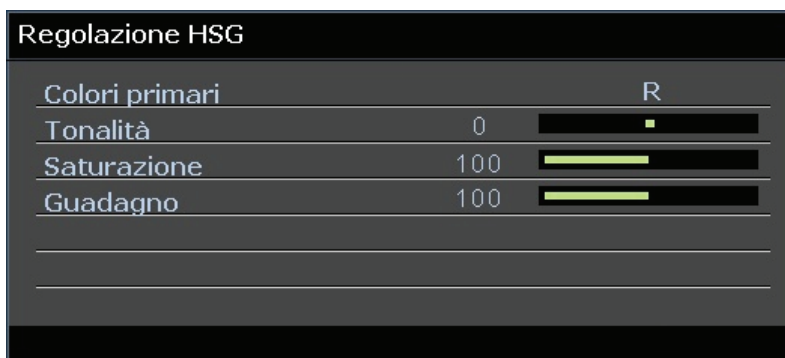 Regolazione HSG
Colori primari R
Tonalità 0
Saturazione 100
Guadagno 100